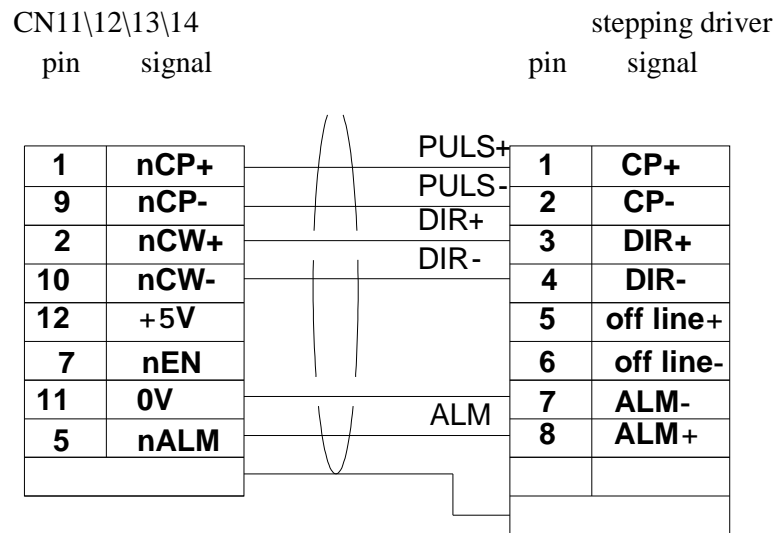 CN11\12\13\14 stepping driver
pin signal pin signal
PULS+
1 nCP+ 1 CP+
PULS-
9 nCP- 2 CP-
DIR+
2 nCW+ 3 DIR+
DIR-
10 nCW- 4 DIR-
12 +5V 5 off line+
7 nEN 6 off line-
11 0V 7 ALM-
ALM
5 nALM 8 ALM+